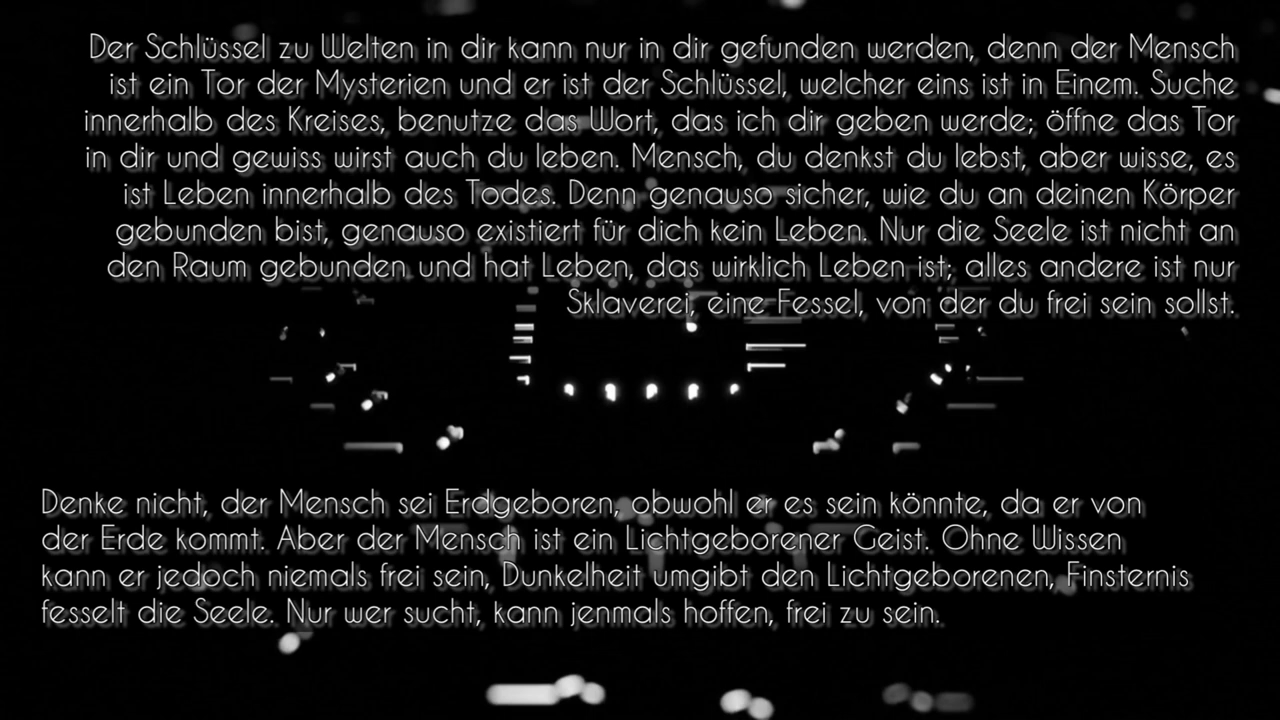 Der Schlüssel zu Welten in dir kann nur in dir gefunden werden, denn der Mensch
ist ein Tor der Mysterien und er ist der Schlüssel, welcher eins ist in Einem. Suche
innerhalb des Kreises, benutze das Wort, das ich dir geben werde; öffne das Tor
in dir und gewiss wirst auch du leben. Mensch, du denkst du lebst, aber wisse, es
ist Leben innerhalb des Todes. Denn genauso sicher, wie du an deinen Körper
gebunden bist, genauso existiert für dich kein Leben. Nur die Seele ist nicht an
den Raum gebunden und hat Leben, das wirklich Leben ist; alles andere ist nur
Sklaverei, eine Fessel, von der du frei sein sollst.
Denke nicht, der Mensch sei Erdgeboren, obwohl er es sein könnte, da er von
der Erde kommt. Aber der Mensch ist ein Lichtgeborener Geist. Ohne Wissen
kann er jedoch niemals frei sein, Dunkelheit umgibt den Lichtgeborenen, Finsternis
fesselt die Seele. Nur wer sucht, kann jenmals hoffen, frei zu sein.